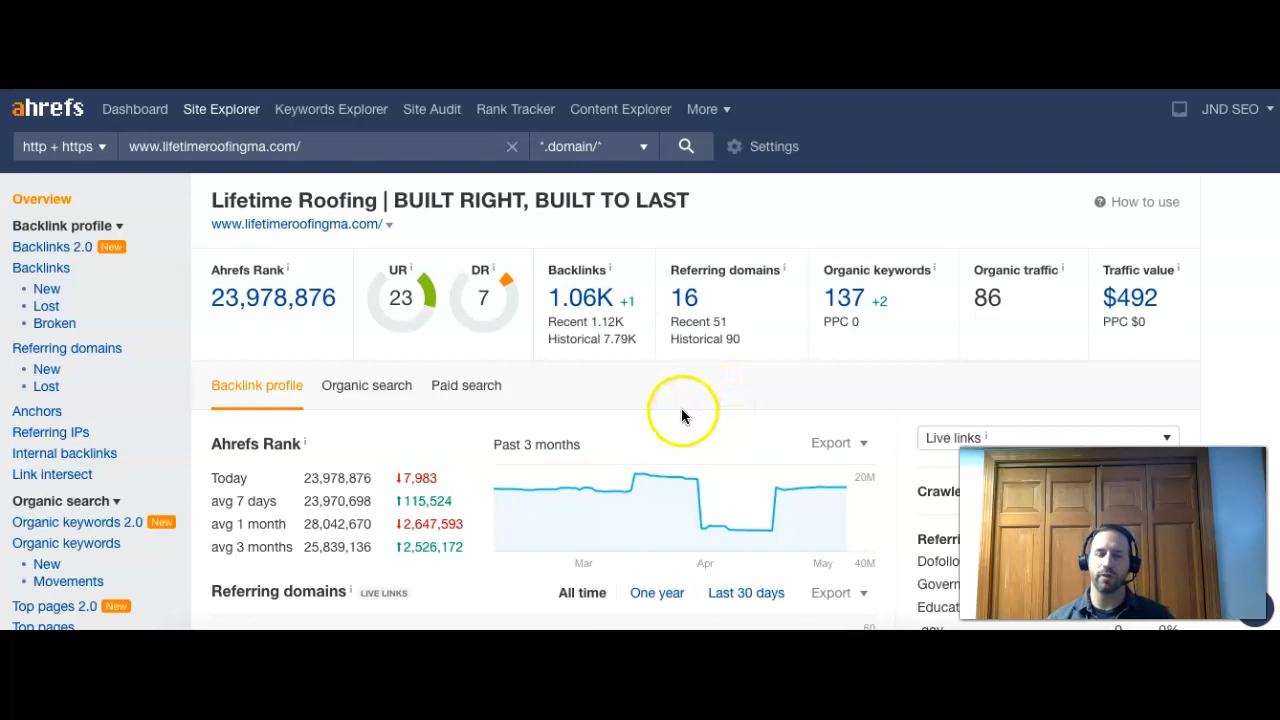 ahrefs Dashboard Site Explorer Keywords Explorer Site Audit Rank Tracker Content Explorer More JND SEO
http + https www.lifetimeroofingma.com/ *.domain/* Settings
Overview
Backlink profile
Backlinks 2.0 New
Backlinks
• New
• Lost
• Broken
Referring domains
• New
• Lost
Anchors
Referring IPs
Internal backlinks
Link intersect
Organic search
Organic keywords 2.0 New
Organic keywords
• New
• Movements
Top pages 2.0 New
Top pages
Lifetime Roofing | BUILT RIGHT, BUILT TO LAST
How to use
www.lifetimeroofingma.com/
Ahrefs Rank
23,978,876
UR
23
DR
7
Backlinks
1.06K +1
Recent 1.12K
Historical 7.79K
Referring domains
16
Recent 51
Historical 90
Organic keywords
137 +2
PPC 0
Organic traffic
86
Traffic value
$492
PPC $0
Backlink profile Organic search Paid search
Ahrefs Rank
Today 23,978,876 ↓7,983
avg 7 days 23,970,698 ↑115,524
avg 1 month 28,042,670 ↓2,647,593
avg 3 months 25,839,136 ↑2,526,172
Past 3 months Export
20M
Mar Apr May 40M
Referring domains LIVE LINKS All time One year Last 30 days Export
60
Live links
Crawle
Referri
Dofollo
Govern
Educat
.gov 0 0%